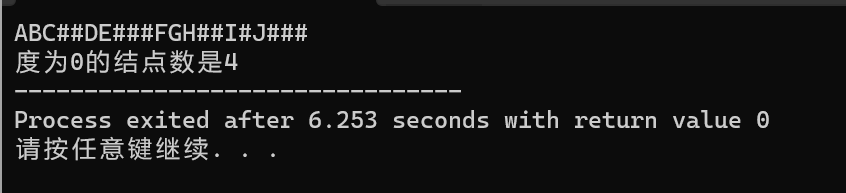 ABC##DE###FGH##I#J###
度为0的结点数是4
--------------------------------
Process exited after 6.253 seconds with return value 0
请按任意键继续. . .